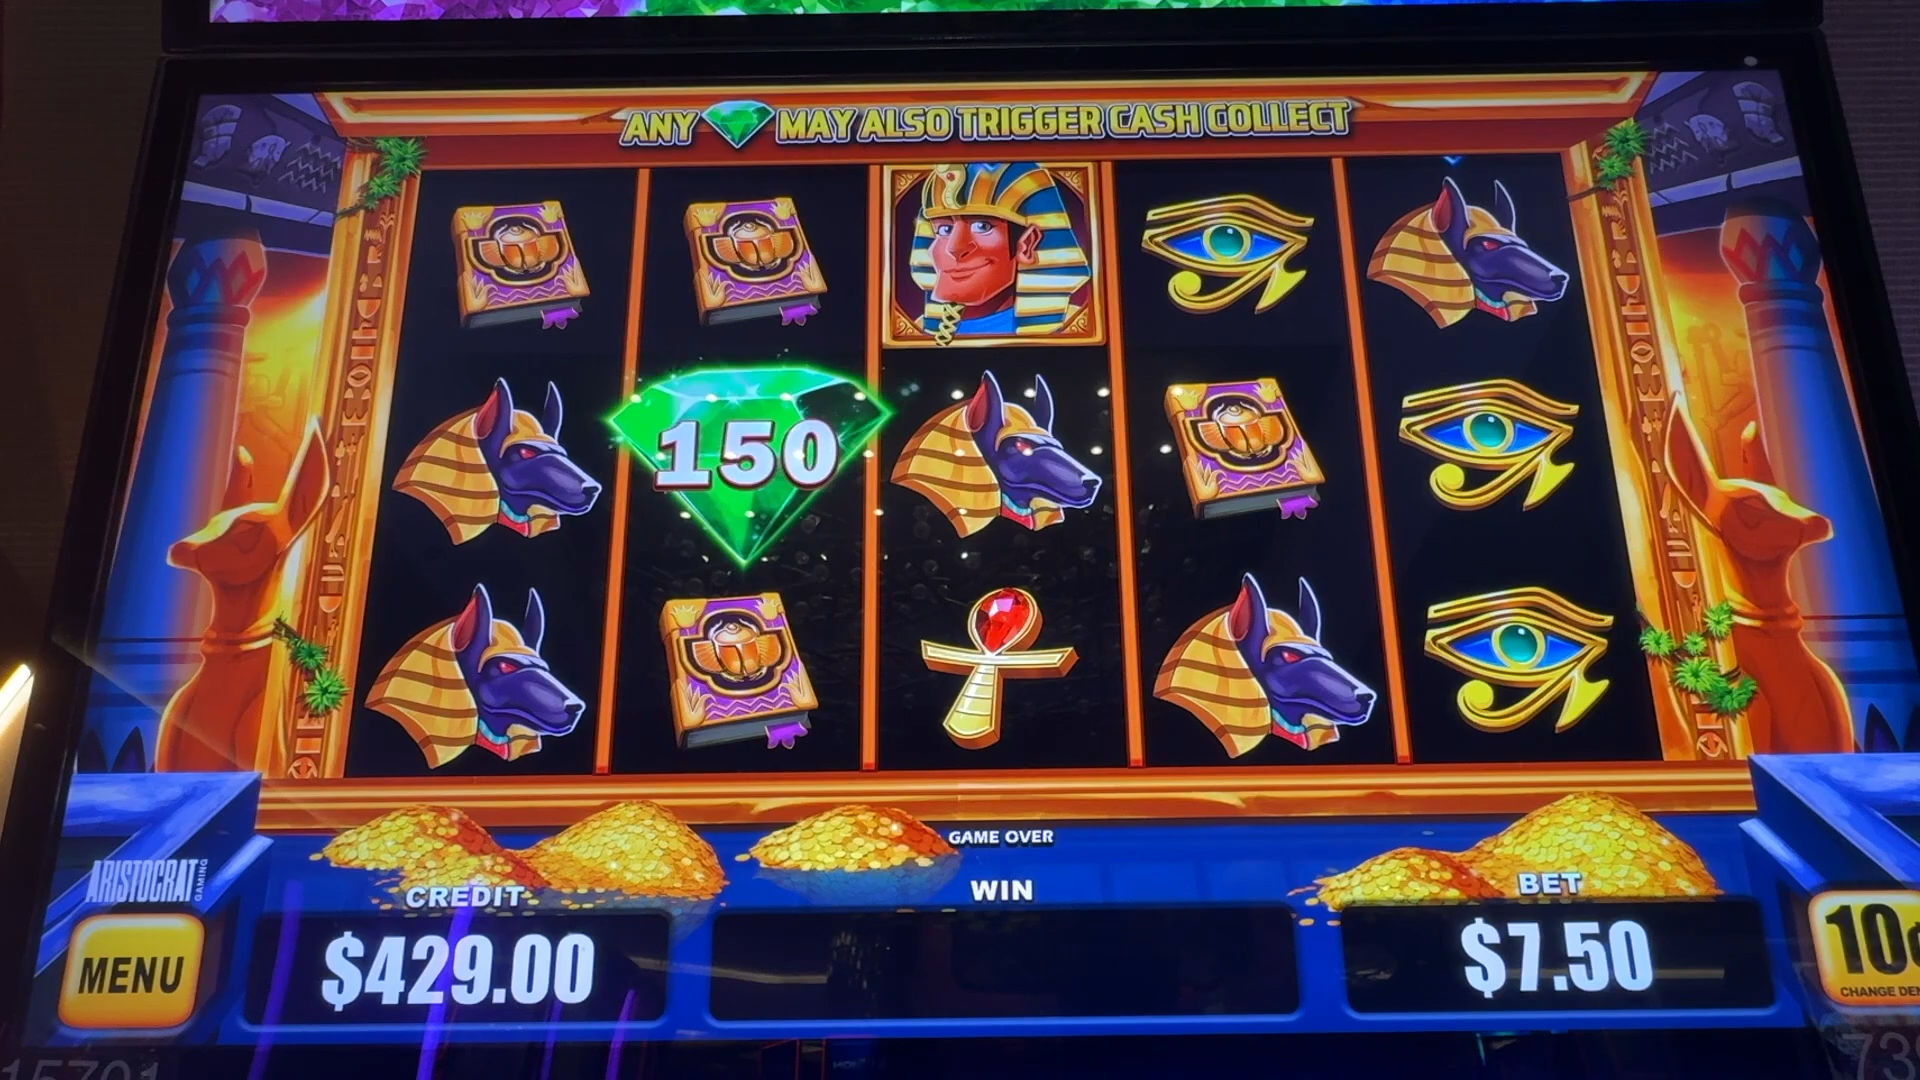 ANY MAY ALSO TRIGGER CASH COLLECT
150
GAME OVER
ARISTOCRAT
GAMING
CREDIT
WIN
BET
MENU
$429.00
$7.50
10¢
15701